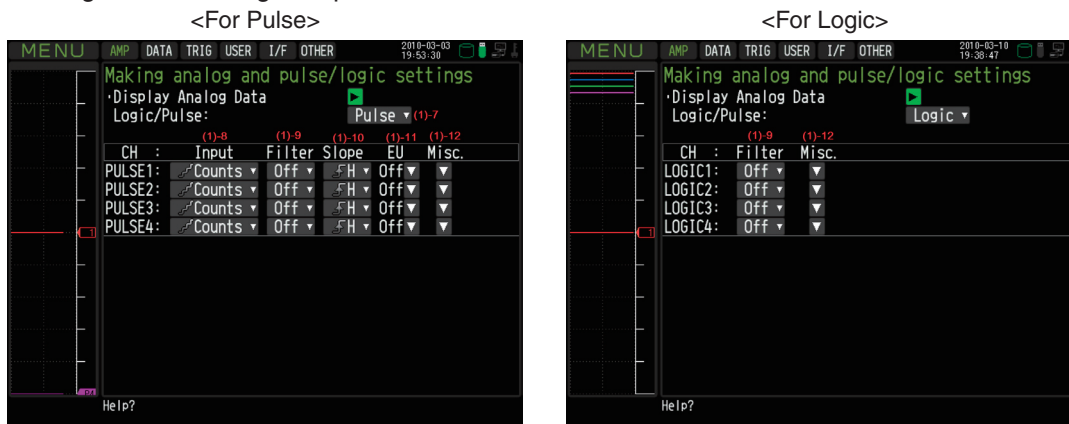 <For Pulse>
MENU AMP DATA TRIG USER I/F OTHER 2010-03-03 19:53:30
Making analog and pulse/logic settings
·Display Analog Data
Logic/Pulse: Pulse (1)-7
(1)-8 (1)-9 (1)-10 (1)-11 (1)-12
CH : Input Filter Slope EU Misc.
PULSE1: Counts Off H Off
PULSE2: Counts Off H Off
PULSE3: Counts Off H Off
PULSE4: Counts Off H Off
1
P4
Help?
<For Logic>
MENU AMP DATA TRIG USER I/F OTHER 2010-03-10 19:38:47
Making analog and pulse/logic settings
·Display Analog Data
Logic/Pulse: Logic
(1)-9 (1)-12
CH : Filter Misc.
LOGIC1: Off
LOGIC2: Off
LOGIC3: Off
LOGIC4: Off
1
Help?